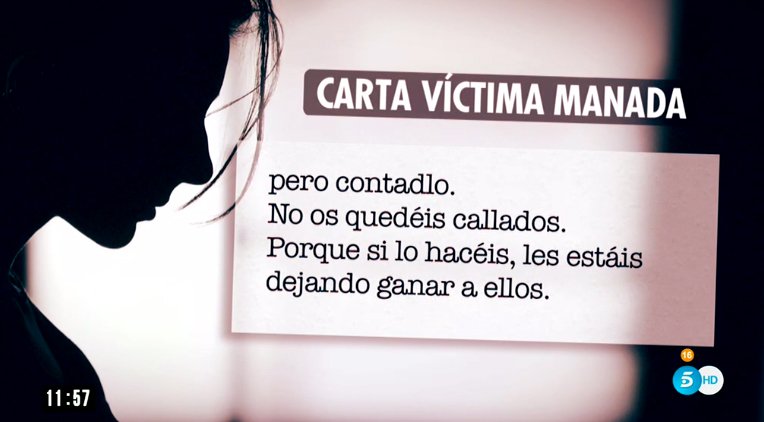 CARTA VÍCTIMA MANADA
pero contadlo.
No os quedéis callados.
Porque si lo hacéis, les estáis
dejando ganar a ellos.
16
5 HD
11:57